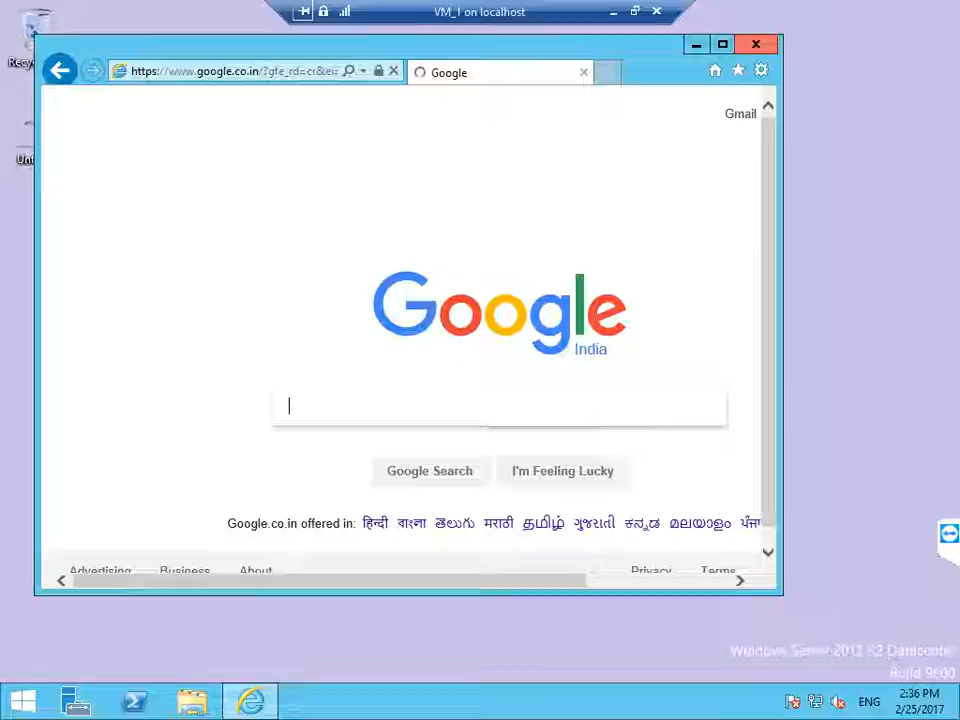 VM_1 on localhost
https://www.google.co.in/?gfe_rd=cr&ei=
Google
Recy
Unt
Gmail
Google
India
Google Search
I'm Feeling Lucky
Google.co.in offered in: हिन्दी বাংলা తెలుగు मराठी தமிழ் ગુજરાતી ಕನ್ನಡ മലയാളം ਪੰਜਾ
Advertising Business About Privacy Terms
Windows Server 2012 R2 Datacenter
Build 9600
ENG
2:36 PM
2/25/2017